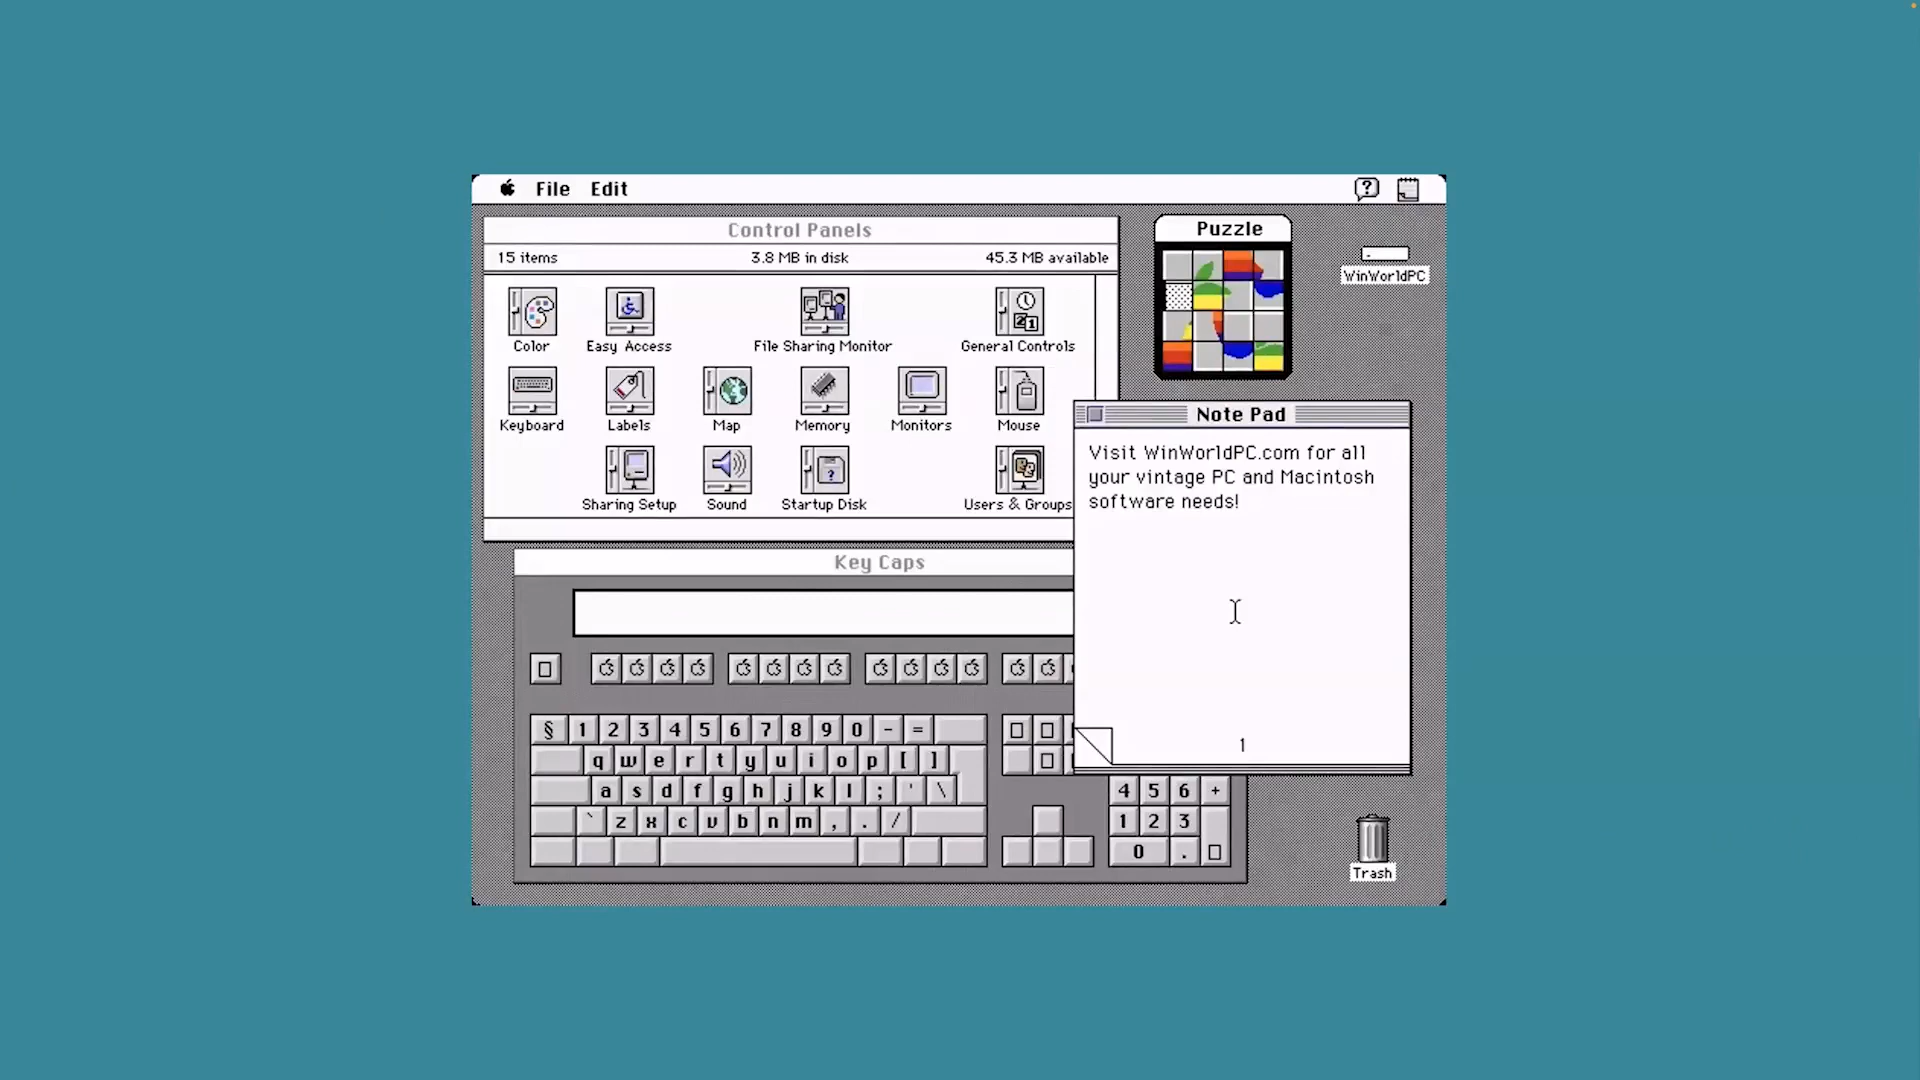 File Edit
Control Panels
15 items 3.8 MB in disk 45.3 MB available
Color Easy Access File Sharing Monitor General Controls
Keyboard Labels Map Memory Monitors Mouse
Sharing Setup Sound Startup Disk Users & Groups
Puzzle
WinWorldPC
Note Pad
Visit WinWorldPC.com for all
your vintage PC and Macintosh
software needs!
1
Key Caps
§ 1 2 3 4 5 6 7 8 9 0 - =
q w e r t y u i o p [ ]
a s d f g h j k l ; ' \
` z x c v b n m , . /
4 5 6 +
1 2 3
0 .
Trash